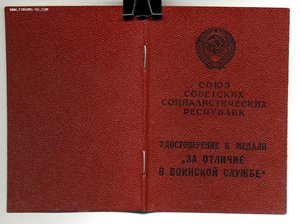 СОЮЗ
СОВЕТСКИХ
СОЦИАЛИСТИЧЕСКИХ
РЕСПУБЛИК
УДОСТОВЕРЕНИЕ К МЕДАЛИ
„ЗА ОТЛИЧИЕ
В ВОИНСКОЙ СЛУЖБЕ“